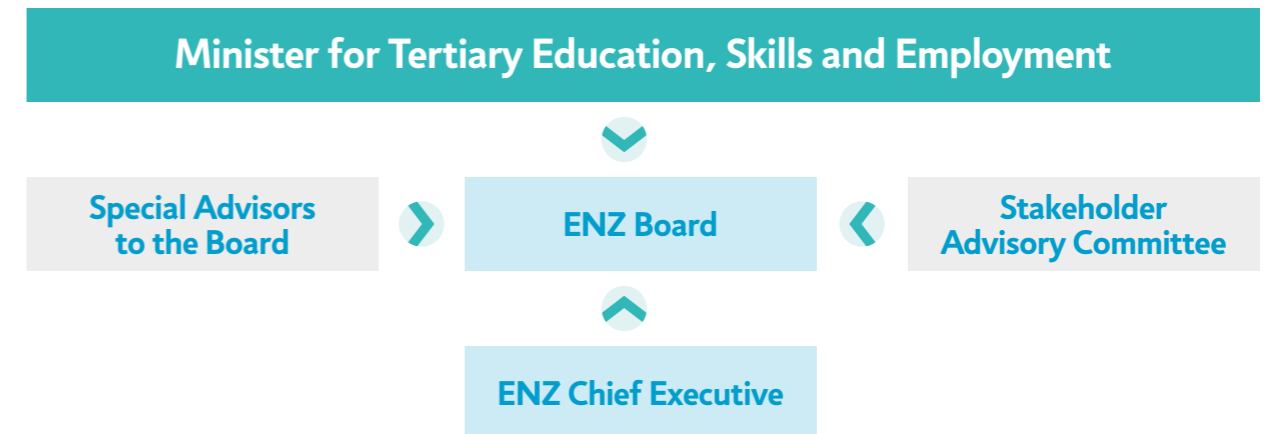 Minister for Tertiary Education, Skills and Employment
Special Advisors
to the Board
ENZ Board
Stakeholder
Advisory Committee
ENZ Chief Executive